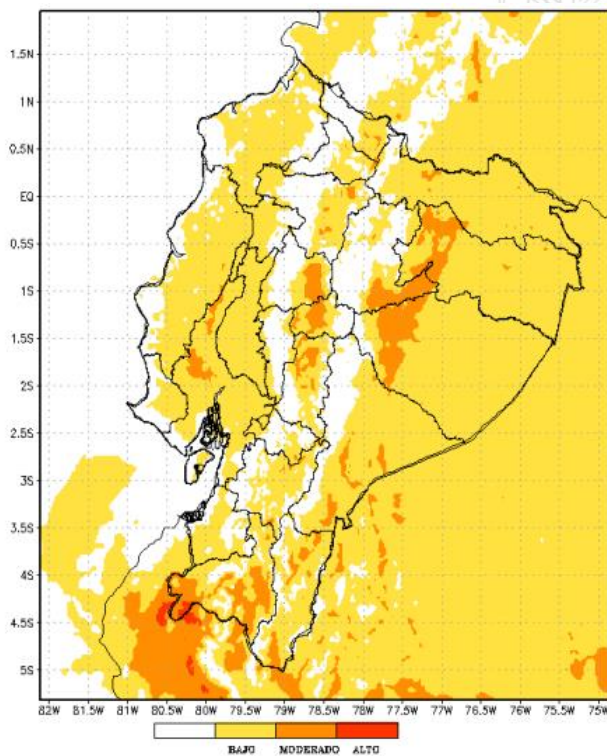 1.5N
1N
0.5N
EQ
0.5S
1S
1.5S
2S
2.5S
3S
3.5S
4S
4.5S
5S
82W 81.5W 81W 80.5W 80W 79.5W 79W 78.5W 78W 77.5W 77W 76.5W 76W 75.5W 75W
BAJO MODERADO ALTO